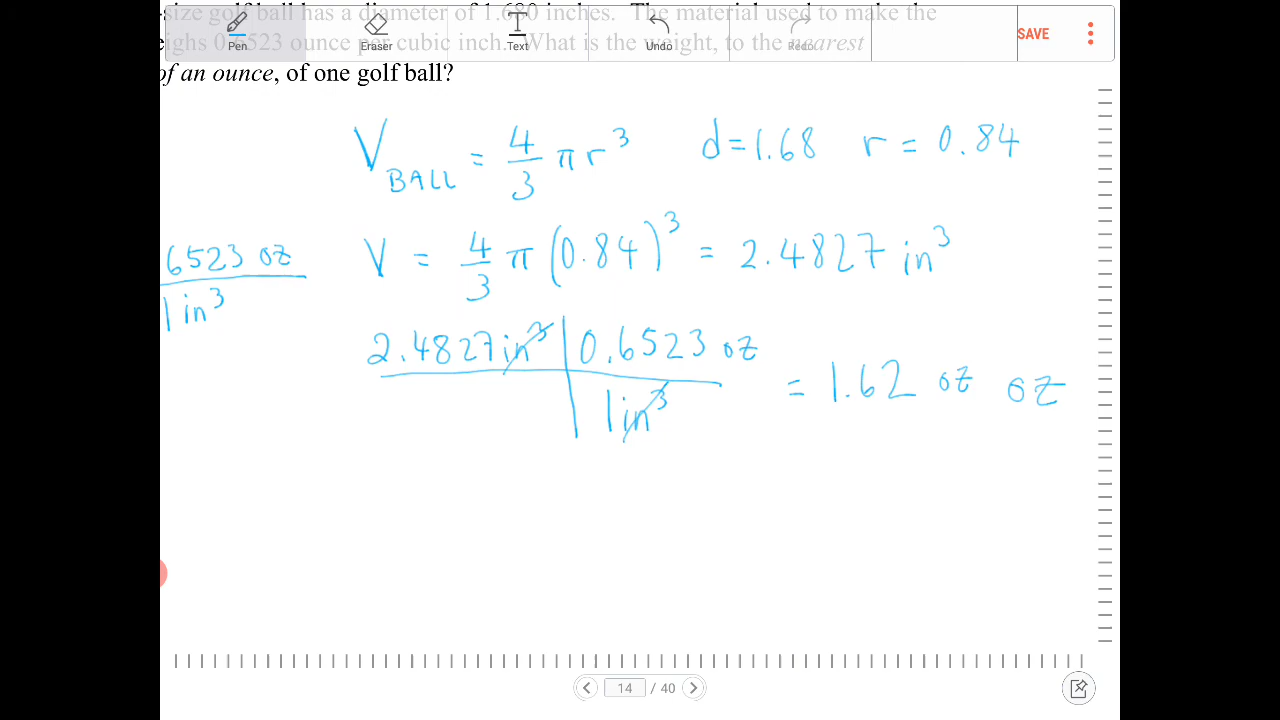 -size golf ball has a diameter of 1.680 inches. The material used to make the
Pen Eraser Text Undo Redo SAVE
eighs 0.6523 ounce per cubic inch. What is the weight, to the nearest
of an ounce, of one golf ball?
V BALL = 4/3 π r³ d = 1.68 r = 0.84
6523 oz / 1 in³
V = 4/3 π (0.84)³ = 2.4827 in³
2.4827 in³ | 0.6523 oz / 1 in³ = 1.62 oz oz
14 / 40